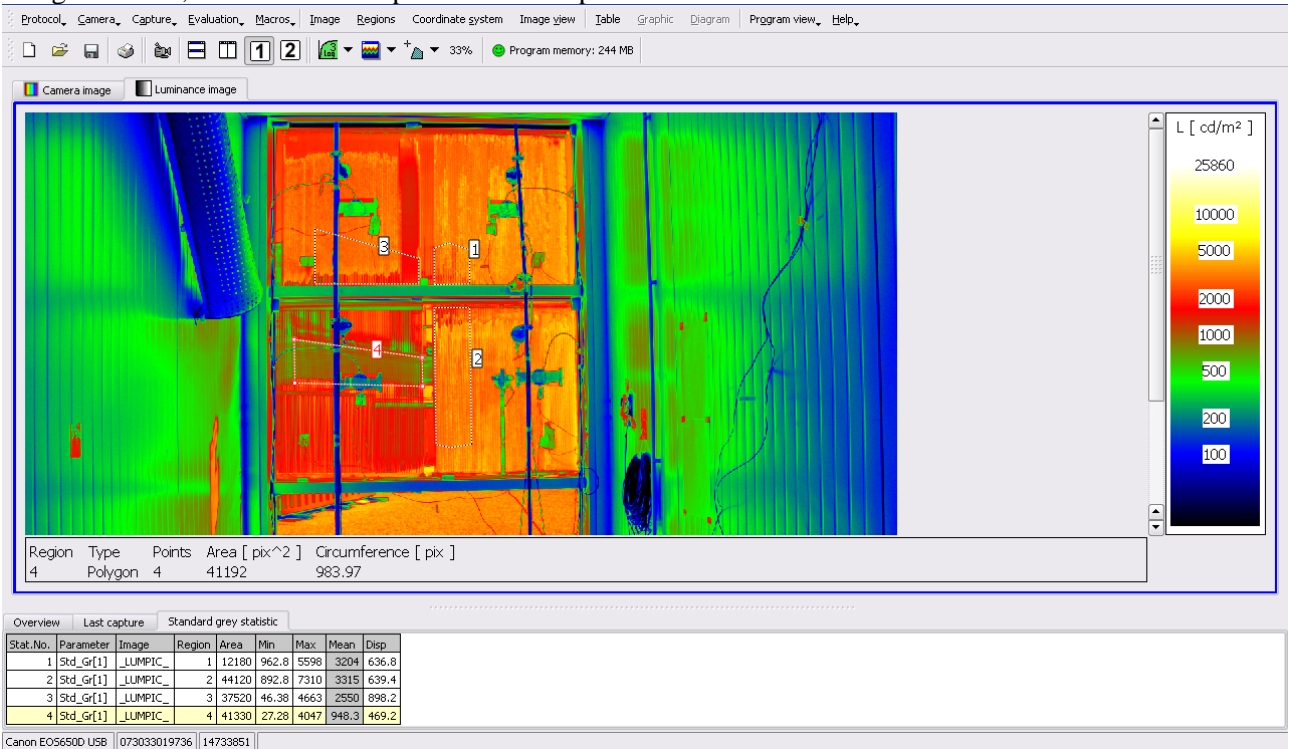 Protocol Camera Capture Evaluation Macros Image Regions Coordinate system Image view Table Graphic Diagram Program view Help
1 2 Log 33% Program memory: 244 MB
Camera image Luminance image
L [ cd/m² ]
25860
10000
5000
2000
1000
500
200
100
3 1
4 2
Region Type Points Area [ pix^2 ] Circumference [ pix ]
4 Polygon 4 41192 983.97
Overview Last capture Standard grey statistic
Stat.No. Parameter Image Region Area Min Max Mean Disp
1 Std_Gr[1] _LUMPIC_ 1 12180 962.8 5598 3204 636.8
2 Std_Gr[1] _LUMPIC_ 2 44120 892.8 7310 3315 639.4
3 Std_Gr[1] _LUMPIC_ 3 37520 46.38 4663 2550 898.2
4 Std_Gr[1] _LUMPIC_ 4 41330 27.28 4047 948.3 469.2
Canon EOS650D USB 073033019736 14733851